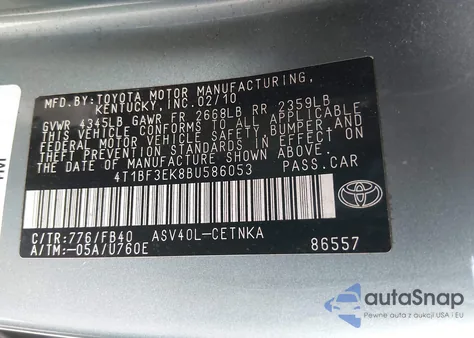 MFD.BY:TOYOTA MOTOR MANUFACTURING,
KENTUCKY,INC.02/10
GVWR 4345LB GAWR FR 2668LB RR 2359LB
THIS VEHICLE CONFORMS TO ALL APPLICABLE
FEDERAL MOTOR VEHICLE SAFETY, BUMPER AND
THEFT PREVENTION STANDARDS IN EFFECT ON
THE DATE OF MANUFACTURE SHOWN ABOVE.
4T1BF3EK8BU586053 PASS.CAR
TOYOTA
C/TR:776/FB40 ASV40L-CETNKA
A/TM:-05A/U760E 86557
autoSnap
Auta z aukcji USA i EU